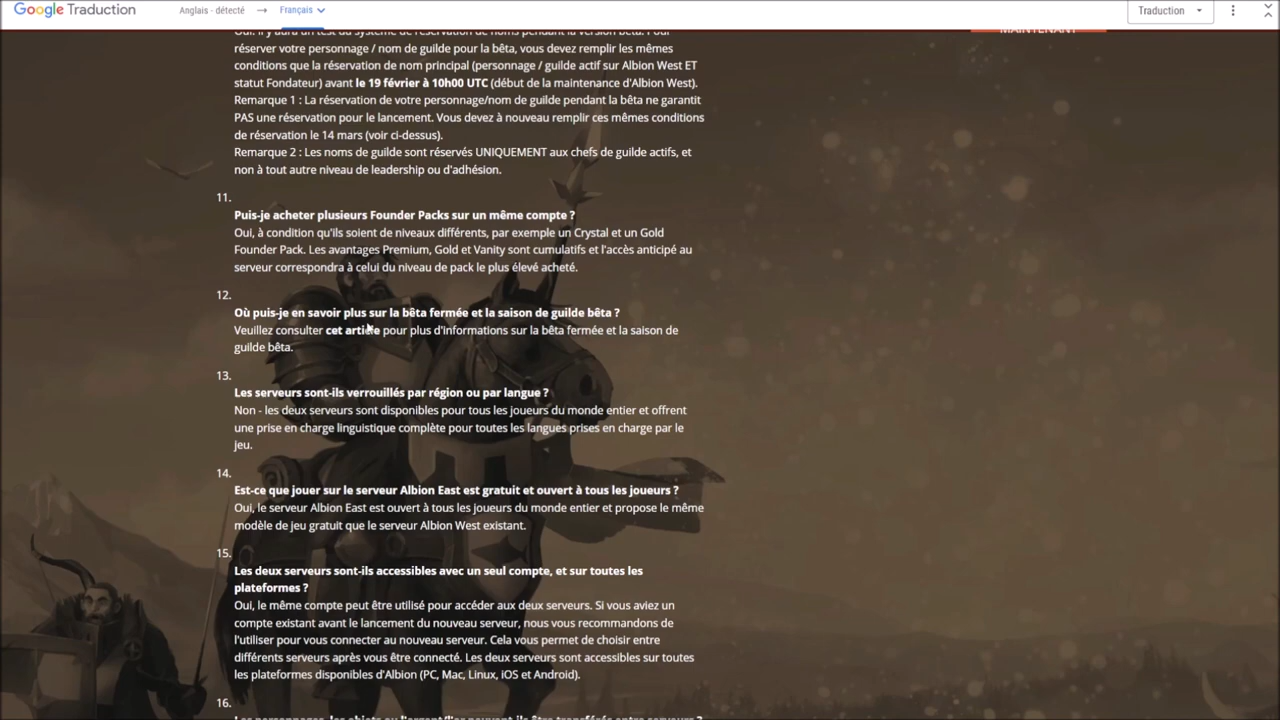 Google Traduction
Anglais - détecté → Français
Traduction
MAINTENANT
Oui. Il y aura un test du système de réservation de noms pendant la version bêta. Pour
réserver votre personnage / nom de guilde pour la bêta, vous devez remplir les mêmes
conditions que la réservation de nom principal (personnage / guilde actif sur Albion West ET
statut Fondateur) avant le 19 février à 10h00 UTC (début de la maintenance d'Albion West).
Remarque 1 : La réservation de votre personnage/nom de guilde pendant la bêta ne garantit
PAS une réservation pour le lancement. Vous devez à nouveau remplir ces mêmes conditions
de réservation le 14 mars (voir ci-dessus).
Remarque 2 : Les noms de guilde sont réservés UNIQUEMENT aux chefs de guilde actifs, et
non à tout autre niveau de leadership ou d'adhésion.
11.
Puis-je acheter plusieurs Founder Packs sur un même compte ?
Oui, à condition qu'ils soient de niveaux différents, par exemple un Crystal et un Gold
Founder Pack. Les avantages Premium, Gold et Vanity sont cumulatifs et l'accès anticipé au
serveur correspondra à celui du niveau de pack le plus élevé acheté.
12.
Où puis-je en savoir plus sur la bêta fermée et la saison de guilde bêta ?
Veuillez consulter cet article pour plus d'informations sur la bêta fermée et la saison de
guilde bêta.
13.
Les serveurs sont-ils verrouillés par région ou par langue ?
Non - les deux serveurs sont disponibles pour tous les joueurs du monde entier et offrent
une prise en charge linguistique complète pour toutes les langues prises en charge par le
jeu.
14.
Est-ce que jouer sur le serveur Albion East est gratuit et ouvert à tous les joueurs ?
Oui, le serveur Albion East est ouvert à tous les joueurs du monde entier et propose le même
modèle de jeu gratuit que le serveur Albion West existant.
15.
Les deux serveurs sont-ils accessibles avec un seul compte, et sur toutes les
plateformes ?
Oui, le même compte peut être utilisé pour accéder aux deux serveurs. Si vous aviez un
compte existant avant le lancement du nouveau serveur, nous vous recommandons de
l'utiliser pour vous connecter au nouveau serveur. Cela vous permet de choisir entre
différents serveurs après vous être connecté. Les deux serveurs sont accessibles sur toutes
les plateformes disponibles d'Albion (PC, Mac, Linux, iOS et Android).
16.
Les personnages, les objets ou l'argent/l'or peuvent-ils être transférés entre serveurs ?